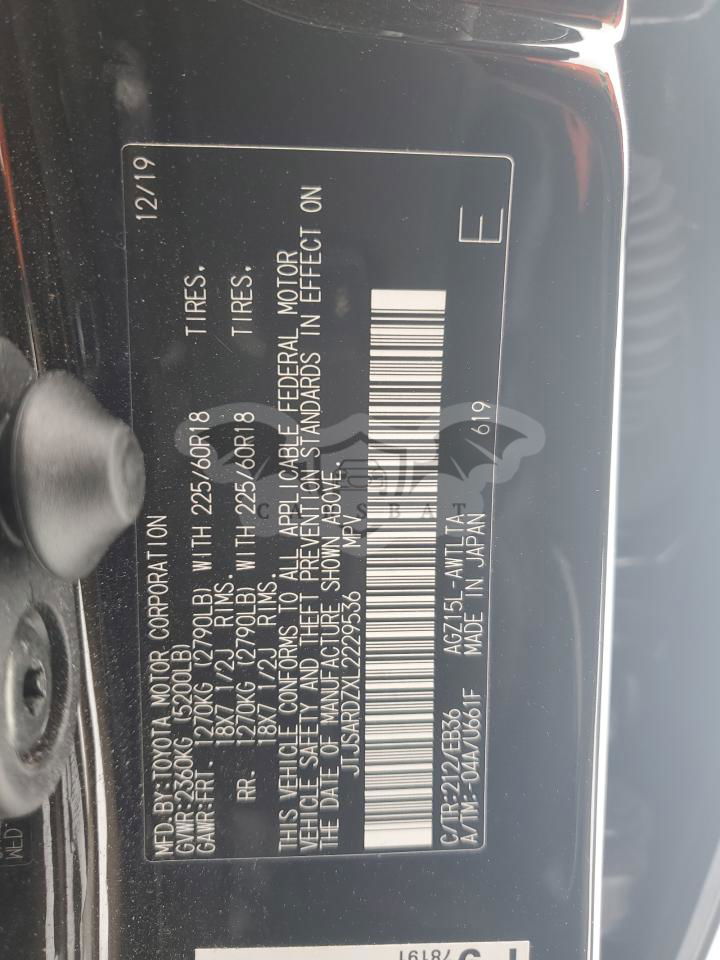 12/19
MFD.BY:TOYOTA MOTOR CORPORATION
GVWR:2360KG (5200LB)
GAWR:FRT. 1270KG (2790LB) WITH 225/60R18 TIRES,
18X7 1/2J RIMS.
RR. 1270KG (2790LB) WITH 225/60R18 TIRES,
18X7 1/2J RIMS.
THIS VEHICLE CONFORMS TO ALL APPLICABLE FEDERAL MOTOR
VEHICLE SAFETY AND THEFT PREVENTION STANDARDS IN EFFECT ON
THE DATE OF MANUFACTURE SHOWN ABOVE.
JTJSARDZXL2229536 MPV
C/TR:212/EB36 AGZ15L-AWTLTA
A/TM:-04A/U661F MADE IN JAPAN 619
E
CARSBAT
78191